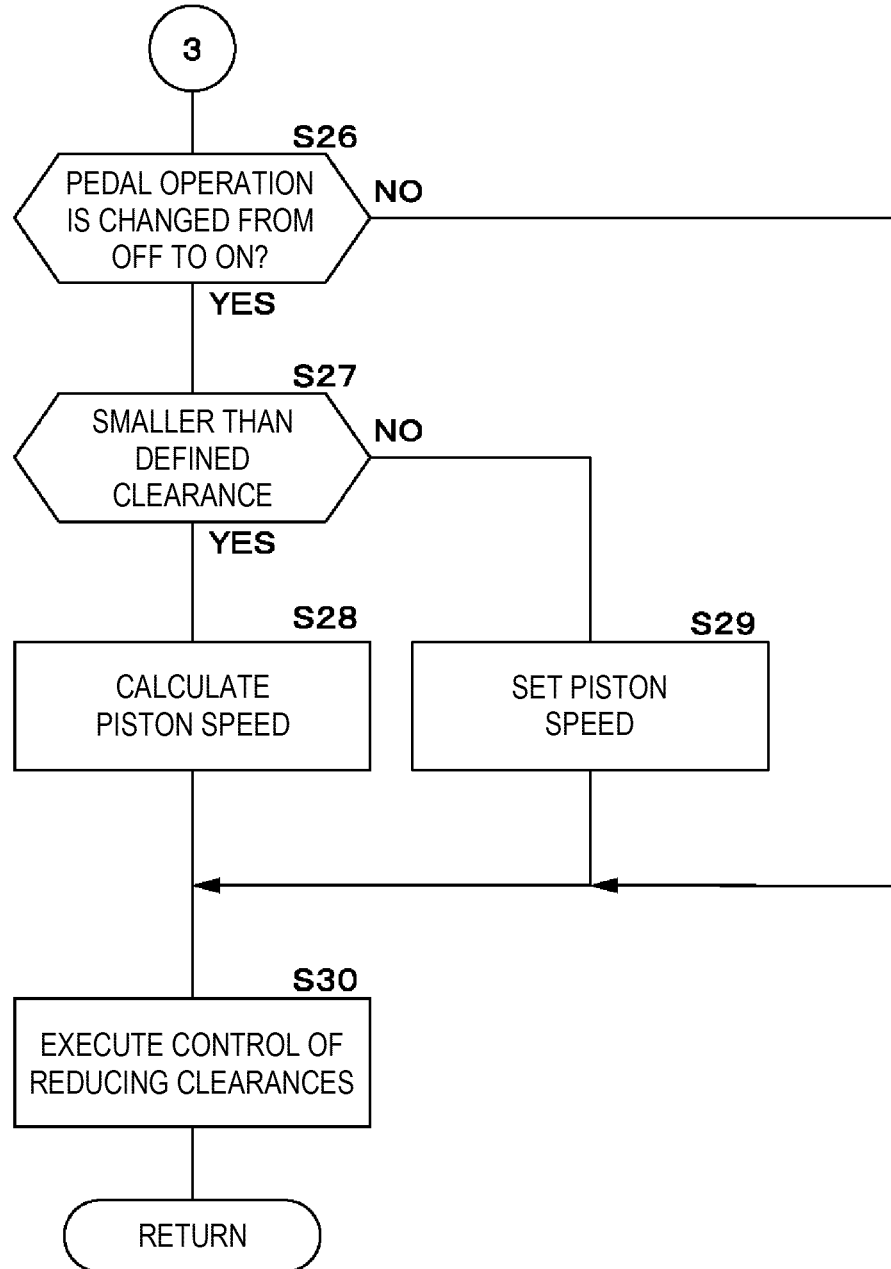 3
S26
PEDAL OPERATION
IS CHANGED FROM
OFF TO ON?
NO
YES
S27
SMALLER THAN
DEFINED
CLEARANCE
NO
YES
S28
CALCULATE
PISTON SPEED
S29
SET PISTON
SPEED
S30
EXECUTE CONTROL OF
REDUCING CLEARANCES
RETURN